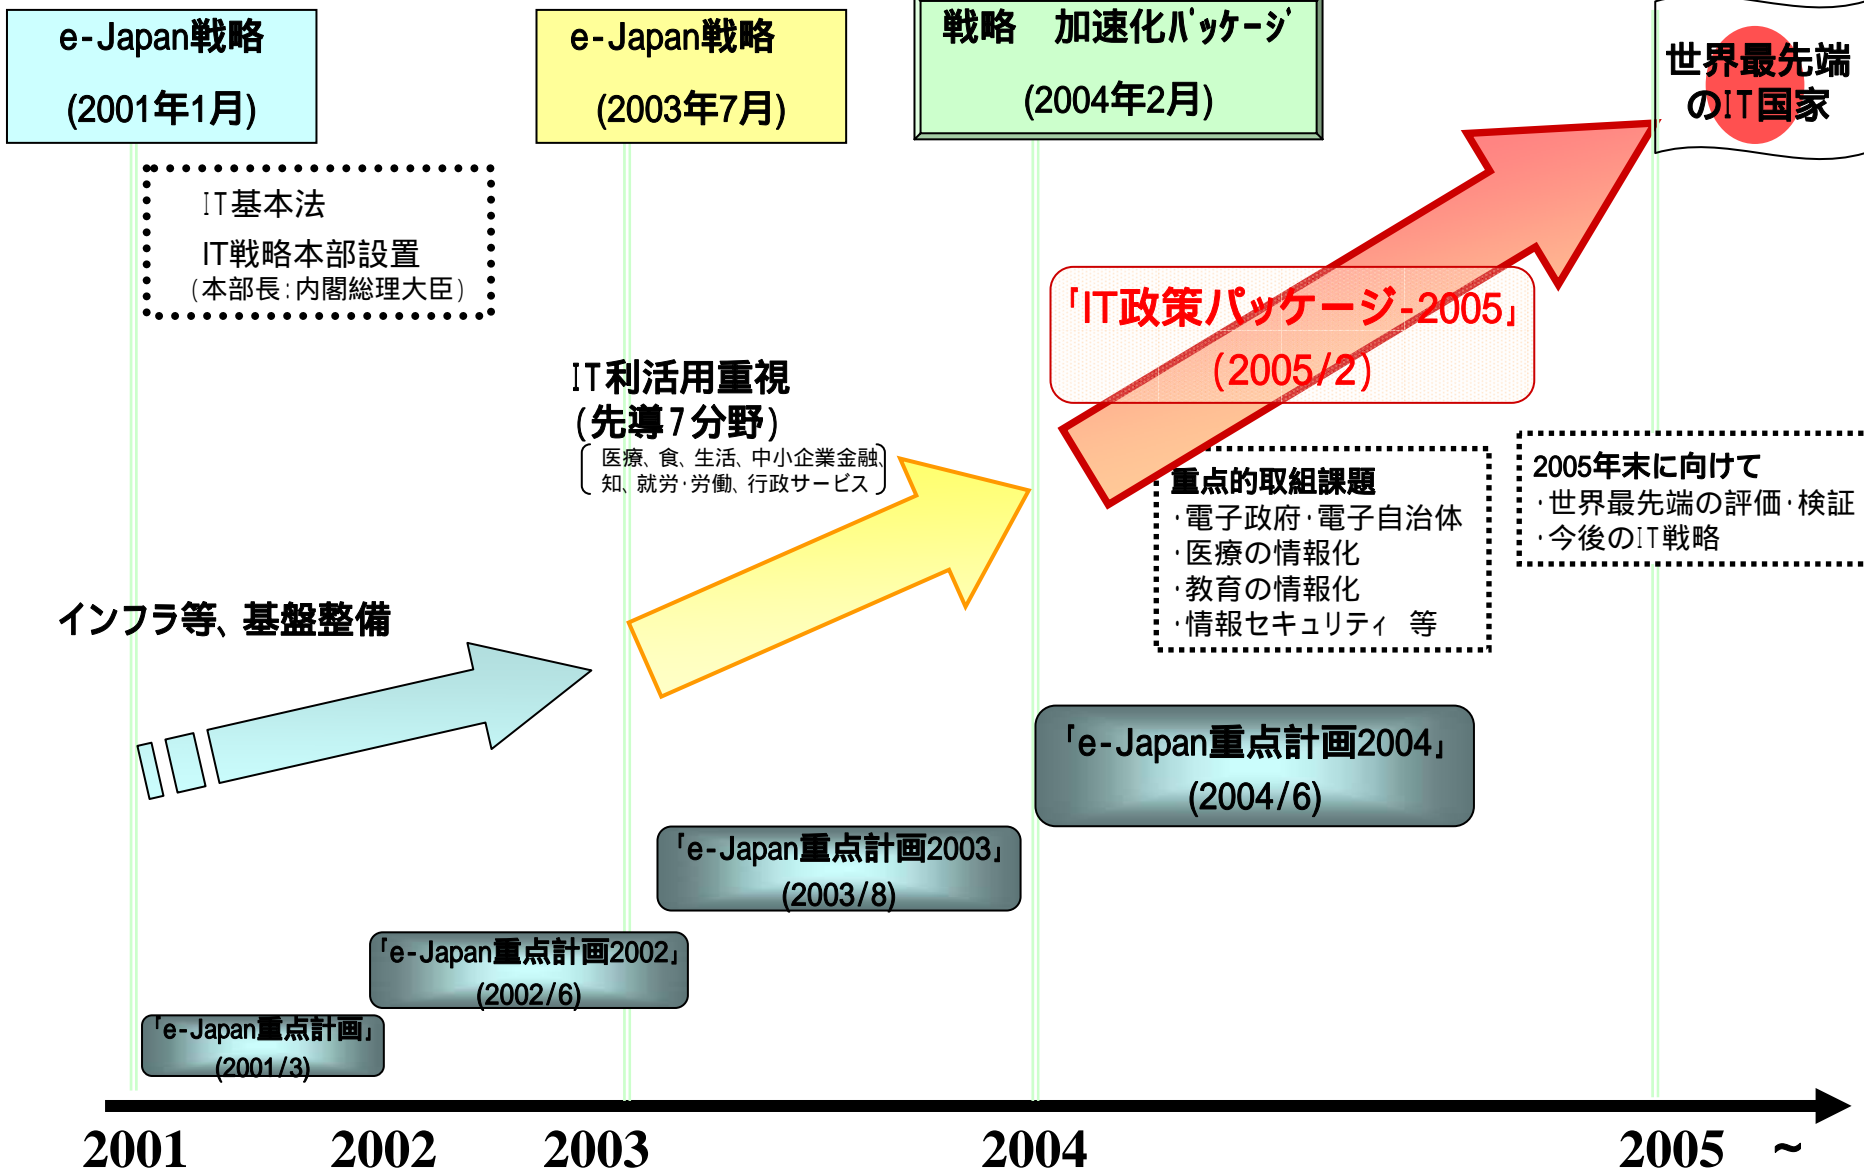 e-Japan戦略
(2001年1月)
e-Japan戦略
(2003年7月)
戦略　加速化ﾊﾟｯｹｰｼﾞ
(2004年2月)
世界最先端
のIT国家
IT基本法
IT戦略本部設置
(本部長:内閣総理大臣)
「IT政策パッケージ-2005」
(2005/2)
IT利活用重視
(先導7分野)
医療、食、生活、中小企業金融、
知、就労・労働、行政サービス
重点的取組課題
・電子政府・電子自治体
・医療の情報化
・教育の情報化
・情報セキュリティ　等
2005年末に向けて
・世界最先端の評価・検証
・今後のIT戦略
インフラ等、基盤整備
「e-Japan重点計画2004」
(2004/6)
「e-Japan重点計画2003」
(2003/8)
「e-Japan重点計画2002」
(2002/6)
「e-Japan重点計画」
(2001/3)
2001 2002 2003 2004 2005 ～